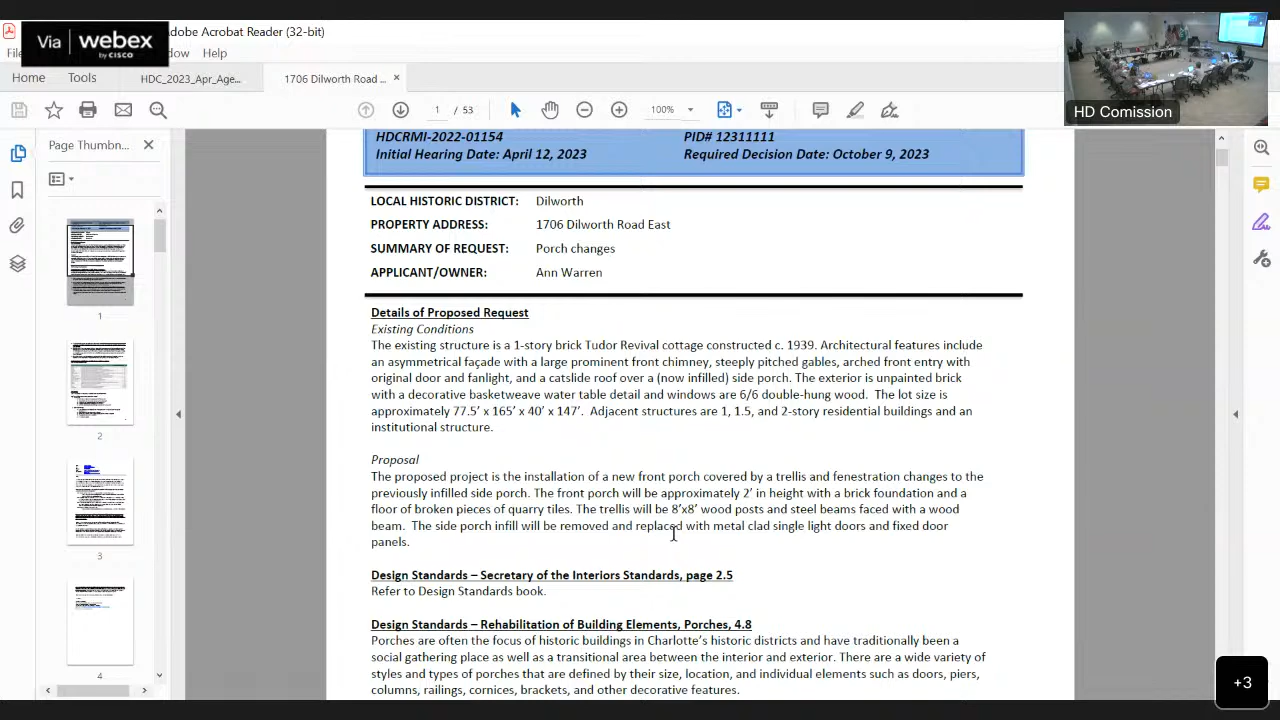 Via webex
by CISCO
dobe Acrobat Reader (32-bit)
dow Help
Home Tools HDC_2023_Apr_Age... 1706 Dilworth Road ... ×
1 / 53 100%
HD Comission
Page Thumbn...
1
2
3
4
HDCRMI-2022-01154 PID# 12311111
Initial Hearing Date: April 12, 2023 Required Decision Date: October 9, 2023
LOCAL HISTORIC DISTRICT: Dilworth
PROPERTY ADDRESS: 1706 Dilworth Road East
SUMMARY OF REQUEST: Porch changes
APPLICANT/OWNER: Ann Warren
Details of Proposed Request
Existing Conditions
The existing structure is a 1-story brick Tudor Revival cottage constructed c. 1939. Architectural features include
an asymmetrical façade with a large prominent front chimney, steeply pitched gables, arched front entry with
original door and fanlight, and a catslide roof over a (now infilled) side porch. The exterior is unpainted brick
with a decorative basketweave water table detail and windows are 6/6 double-hung wood. The lot size is
approximately 77.5’ x 165’ x 40’ x 147’. Adjacent structures are 1, 1.5, and 2-story residential buildings and an
institutional structure.
Proposal
The proposed project is the installation of a new front porch covered by a trellis and fenestration changes to the
previously infilled side porch. The front porch will be approximately 2’ in height with a brick foundation and a
floor of broken pieces of quarry tiles. The trellis will be 8’x8’ wood posts and steel beams faced with a wood
beam. The side porch infill will be removed and replaced with metal clad single light doors and fixed door
panels.
Design Standards – Secretary of the Interiors Standards, page 2.5
Refer to Design Standards book.
Design Standards – Rehabilitation of Building Elements, Porches, 4.8
Porches are often the focus of historic buildings in Charlotte’s historic districts and have traditionally been a
social gathering place as well as a transitional area between the interior and exterior. There are a wide variety of
styles and types of porches that are defined by their size, location, and individual elements such as doors, piers,
columns, railings, cornices, brackets, and other decorative features.
+3